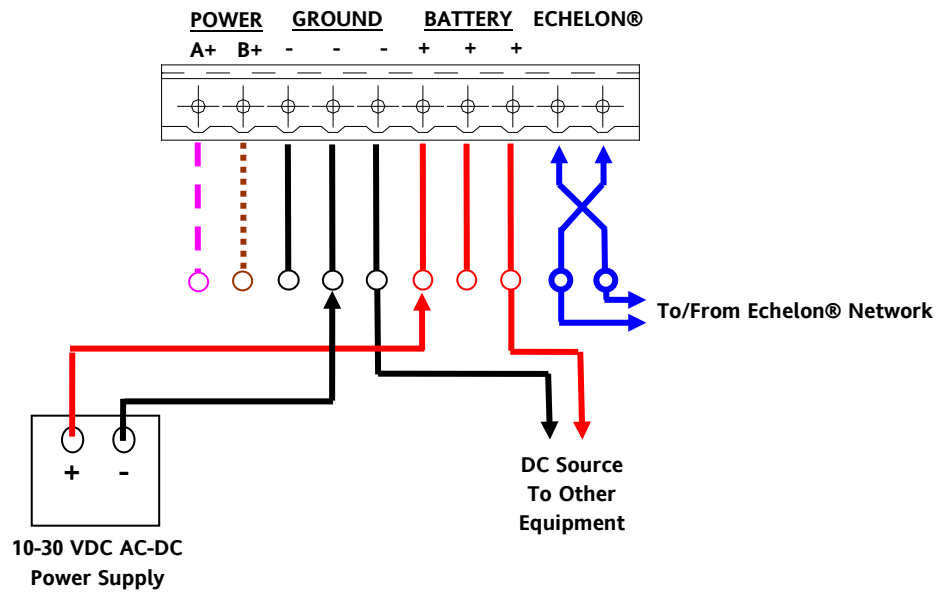 POWER GROUND BATTERY ECHELON®
A+ B+ - - - + + +
To/From Echelon® Network
+ -
DC Source
To Other
Equipment
10-30 VDC AC-DC
Power Supply